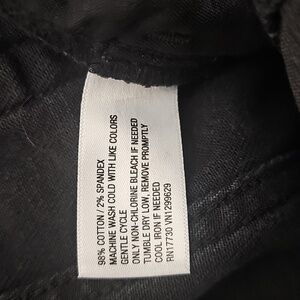 98% COTTON / 2% SPANDEX
MACHINE WASH COLD WITH LIKE COLORS
GENTLE CYCLE
ONLY NON-CHLORINE BLEACH IF NEEDED
TUMBLE DRY LOW, REMOVE PROMPTLY
COOL IRON IF NEEDED
RN17730 VN1299629